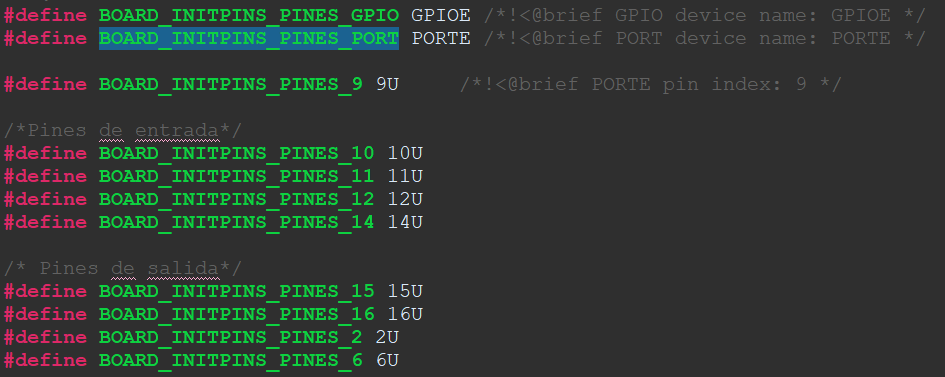 #define BOARD_INITPINS_PINES_GPIO GPIOE /*!<@brief GPIO device name: GPIOE */
#define BOARD_INITPINS_PINES_PORT PORTE /*!<@brief PORT device name: PORTE */
#define BOARD_INITPINS_PINES_9 9U /*!<@brief PORTE pin index: 9 */
/*Pines de entrada*/
#define BOARD_INITPINS_PINES_10 10U
#define BOARD_INITPINS_PINES_11 11U
#define BOARD_INITPINS_PINES_12 12U
#define BOARD_INITPINS_PINES_14 14U
/* Pines de salida*/
#define BOARD_INITPINS_PINES_15 15U
#define BOARD_INITPINS_PINES_16 16U
#define BOARD_INITPINS_PINES_2 2U
#define BOARD_INITPINS_PINES_6 6U